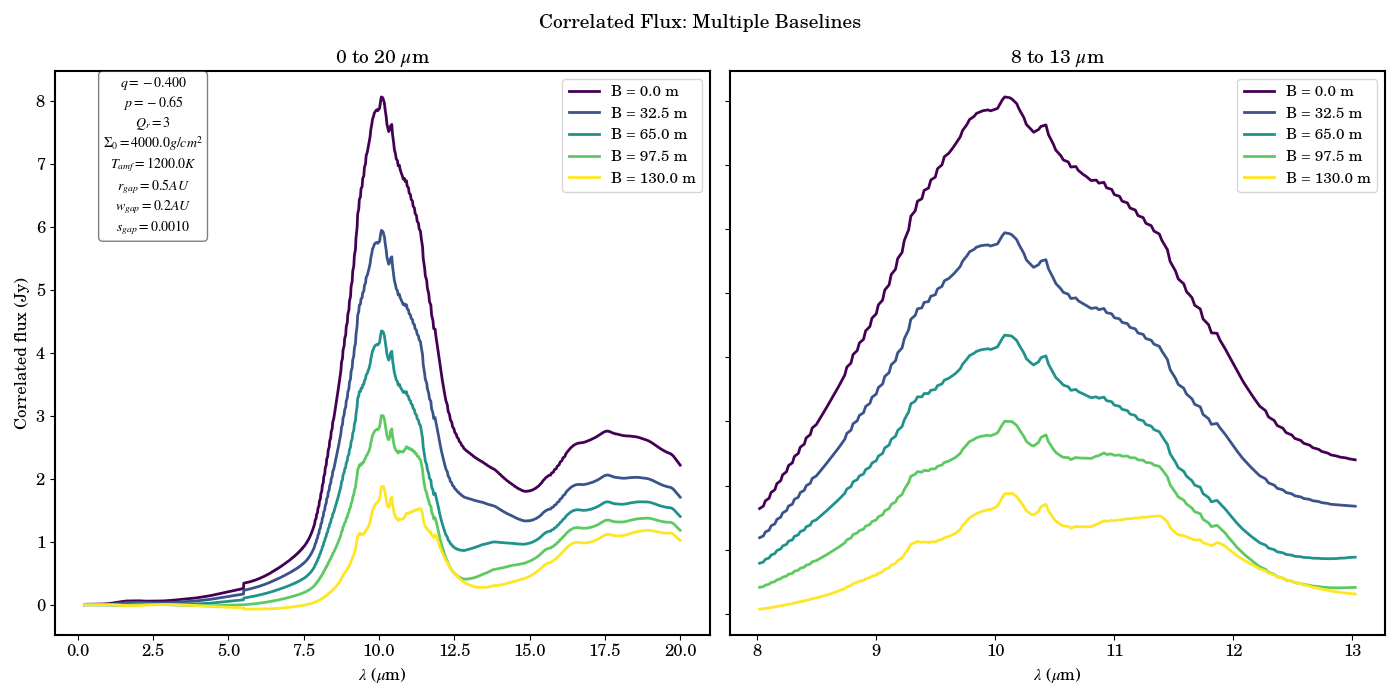 Correlated Flux: Multiple Baselines
0 to 20 μm
q = −0.400
p = −0.65
Q_r = 3
Σ_0 = 4000.0g/cm^2
T_amf = 1200.0K
r_gap = 0.5AU
w_gap = 0.2AU
s_gap = 0.0010
B = 0.0 m
B = 32.5 m
B = 65.0 m
B = 97.5 m
B = 130.0 m
Correlated flux (Jy)
8
7
6
5
4
3
2
1
0
0.0 2.5 5.0 7.5 10.0 12.5 15.0 17.5 20.0
λ (μm)
8 to 13 μm
B = 0.0 m
B = 32.5 m
B = 65.0 m
B = 97.5 m
B = 130.0 m
8 9 10 11 12 13
λ (μm)